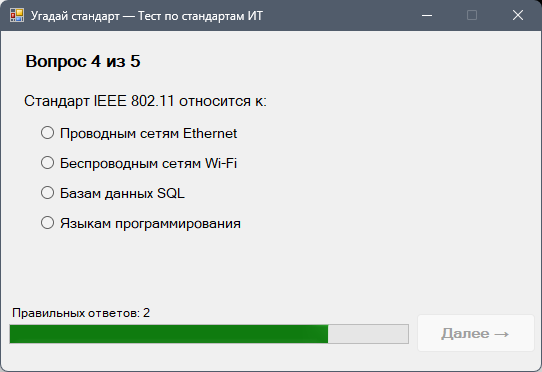 Угадай стандарт — Тест по стандартам ИТ
Вопрос 4 из 5
Стандарт IEEE 802.11 относится к:
Проводным сетям Ethernet
Беспроводным сетям Wi-Fi
Базам данных SQL
Языкам программирования
Правильных ответов: 2
Далее →